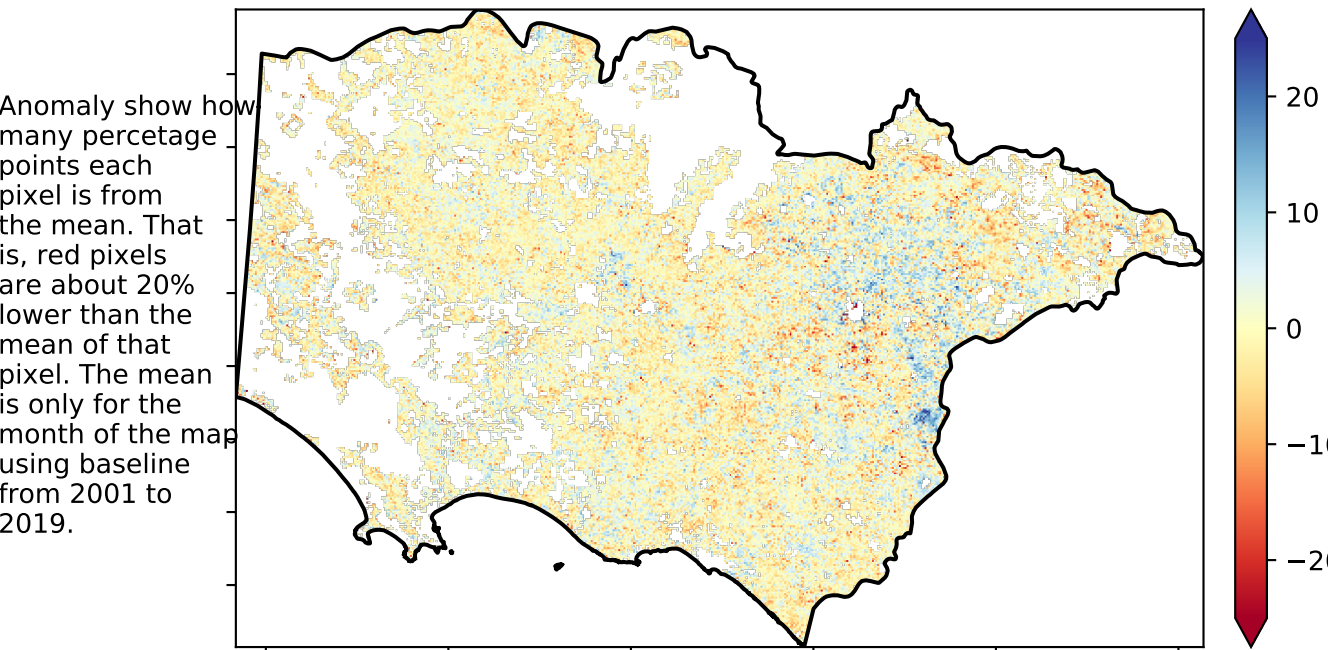 Anomaly show how
many percetage
points each
pixel is from
the mean. That
is, red pixels
are about 20%
lower than the
mean of that
pixel. The mean
is only for the
month of the map
using baseline
from 2001 to
2019.
20
10
0
−10
−20